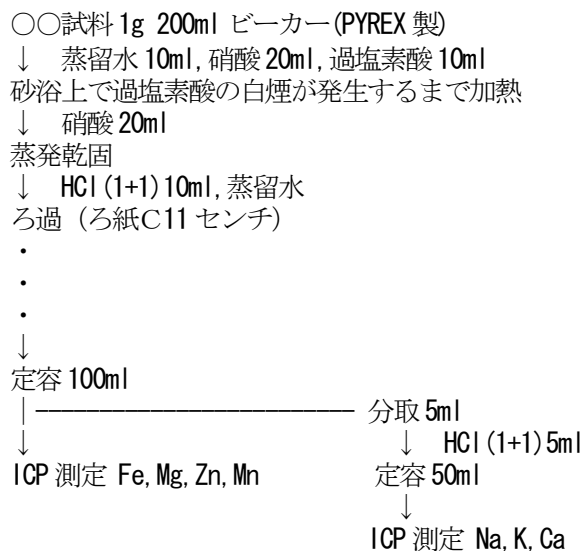 ○○試料 1g 200ml ビーカー(PYREX 製)
↓ 蒸留水 10ml,硝酸 20ml,過塩素酸 10ml
砂浴上で過塩素酸の白煙が発生するまで加熱
↓ 硝酸 20ml
蒸発乾固
↓ HCl(1+1)10ml,蒸留水
ろ過（ろ紙C11 センチ）
・
・
・
↓
定容 100ml
|------------------------- 分取 5ml
↓ ↓ HCl(1+1)5ml
ICP 測定 Fe,Mg,Zn,Mn 定容 50ml
↓
ICP 測定 Na,K,Ca